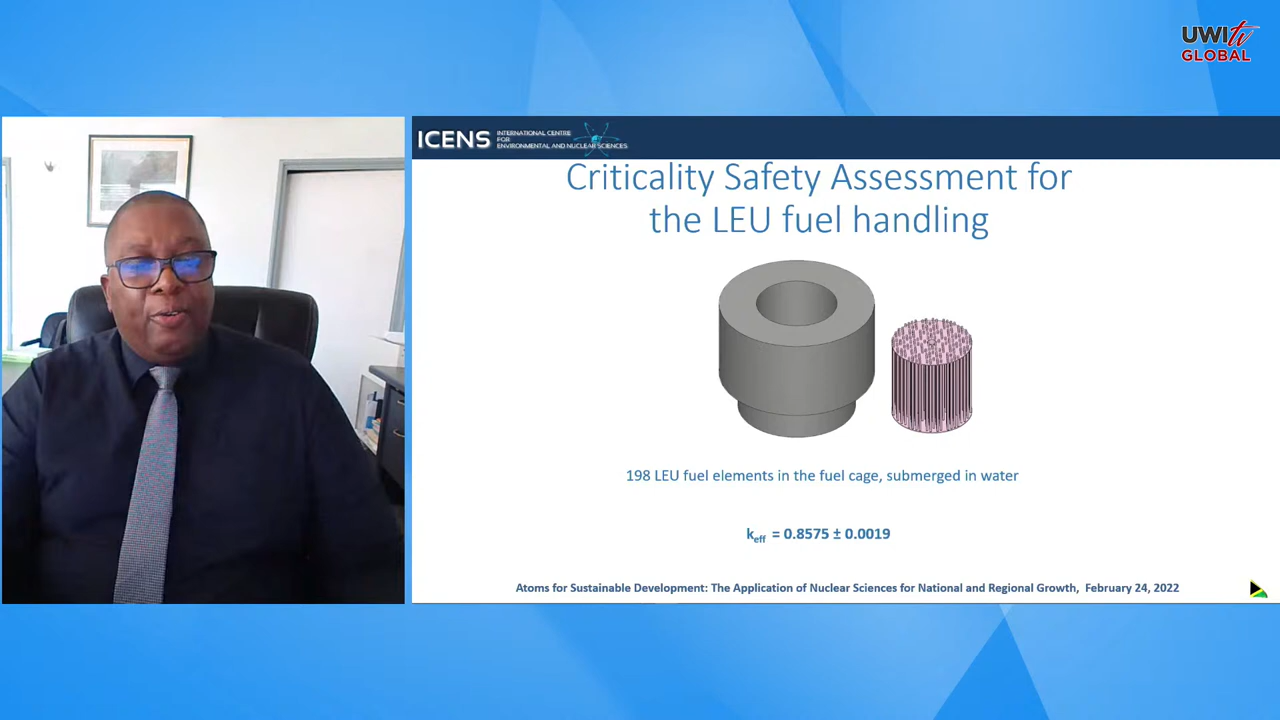 UWItv
GLOBAL
ICENS
INTERNATIONAL CENTRE
FOR
ENVIRONMENTAL AND NUCLEAR SCIENCES
Criticality Safety Assessment for
the LEU fuel handling
198 LEU fuel elements in the fuel cage, submerged in water
keff = 0.8575 ± 0.0019
Atoms for Sustainable Development: The Application of Nuclear Sciences for National and Regional Growth, February 24, 2022